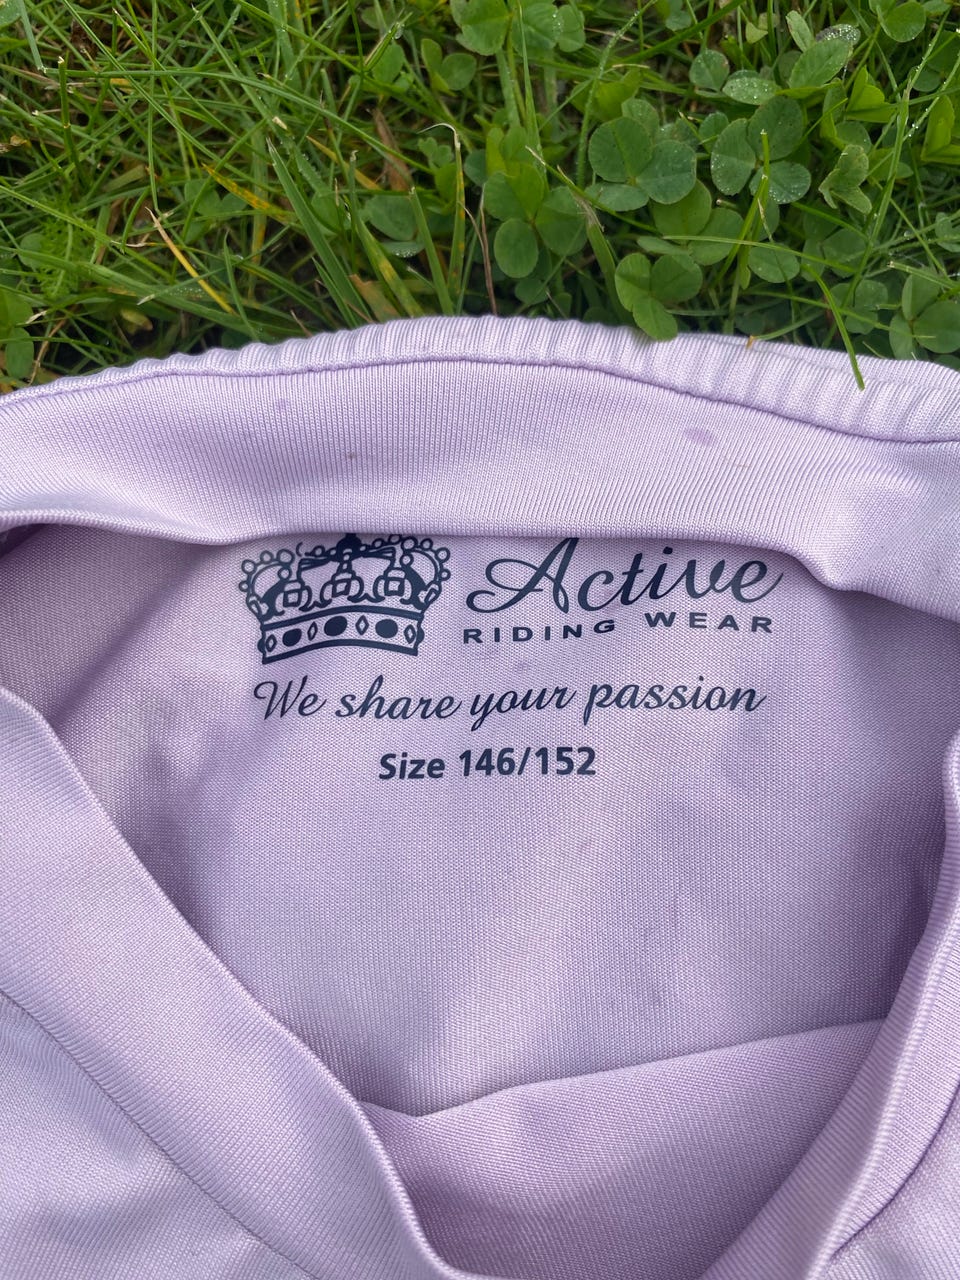 Active
RIDING WEAR
We share your passion
Size 146/152